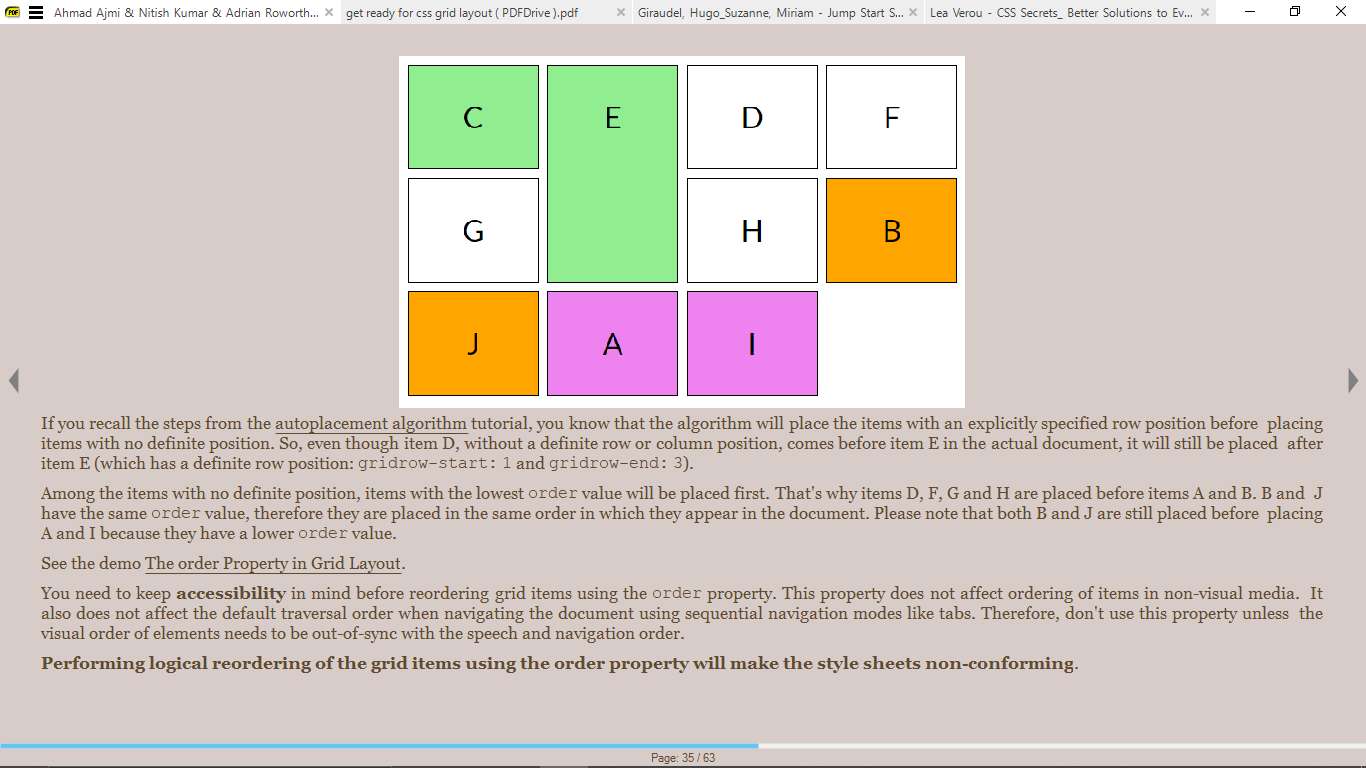 PDF
Ahmad Ajmi & Nitish Kumar & Adrian Roworth... × get ready for css grid layout ( PDFDrive ).pdf × Giraudel, Hugo_Suzanne, Miriam - Jump Start S... × Lea Verou - CSS Secrets_ Better Solutions to Ev... ×
C E D F
G H B
J A I
If you recall the steps from the autoplacement algorithm tutorial, you know that the algorithm will place the items with an explicitly specified row position before placing
items with no definite position. So, even though item D, without a definite row or column position, comes before item E in the actual document, it will still be placed after
item E (which has a definite row position: gridrow-start: 1 and gridrow-end: 3).
Among the items with no definite position, items with the lowest order value will be placed first. That's why items D, F, G and H are placed before items A and B. B and J
have the same order value, therefore they are placed in the same order in which they appear in the document. Please note that both B and J are still placed before placing
A and I because they have a lower order value.
See the demo The order Property in Grid Layout.
You need to keep accessibility in mind before reordering grid items using the order property. This property does not affect ordering of items in non-visual media. It
also does not affect the default traversal order when navigating the document using sequential navigation modes like tabs. Therefore, don't use this property unless the
visual order of elements needs to be out-of-sync with the speech and navigation order.
Performing logical reordering of the grid items using the order property will make the style sheets non-conforming.
Page: 35 / 63